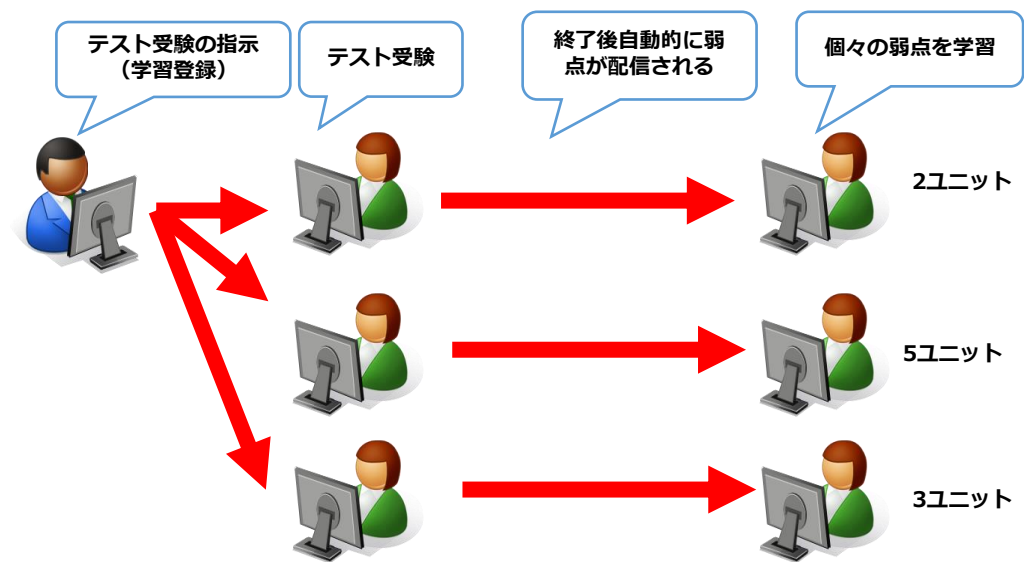 テスト受験の指示
（学習登録）
テスト受験
終了後自動的に弱
点が配信される
個々の弱点を学習
2ユニット
5ユニット
3ユニット